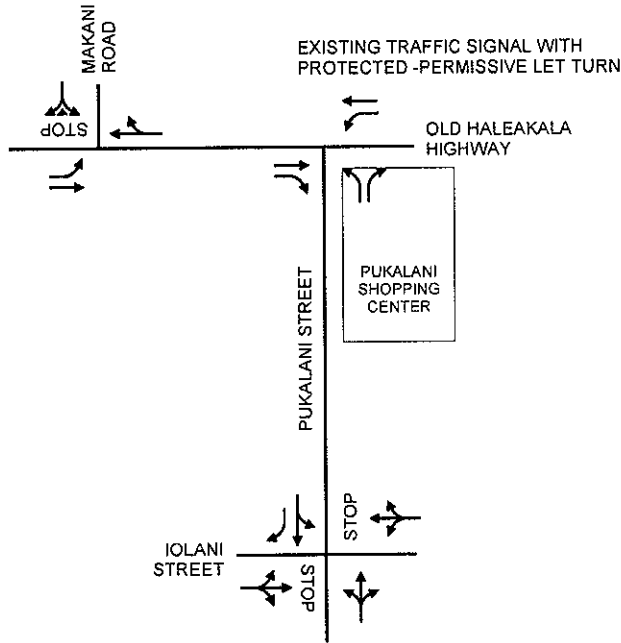 MAKANI
ROAD
EXISTING TRAFFIC SIGNAL WITH
PROTECTED -PERMISSIVE LET TURN
STOP
OLD HALEAKALA
HIGHWAY
PUKALANI
SHOPPING
CENTER
PUKALANI STREET
STOP
IOLANI
STREET
STOP